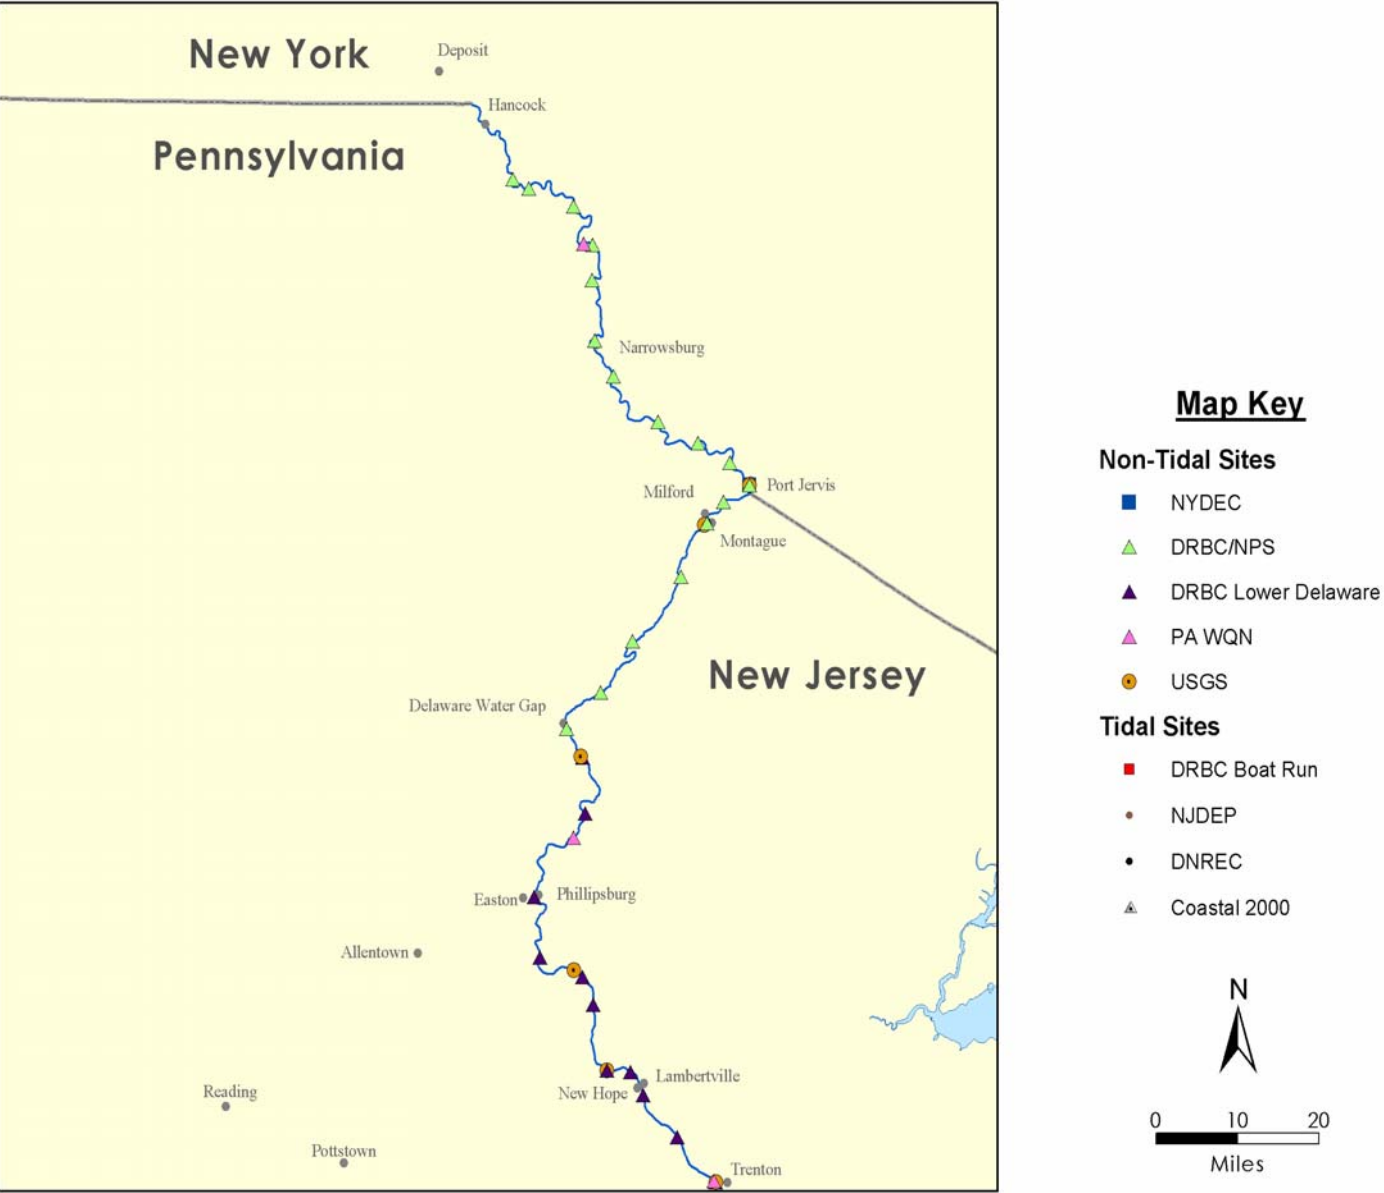 New York
Deposit
Hancock
Pennsylvania
Narrowsburg
Port Jervis
Milford
Montague
New Jersey
Delaware Water Gap
Easton
Phillipsburg
Allentown
Lambertville
New Hope
Reading
Pottstown
Trenton
Map Key
Non-Tidal Sites
NYDEC
DRBC/NPS
DRBC Lower Delaware
PA WQN
USGS
Tidal Sites
DRBC Boat Run
NJDEP
DNREC
Coastal 2000
N
0 10 20
Miles